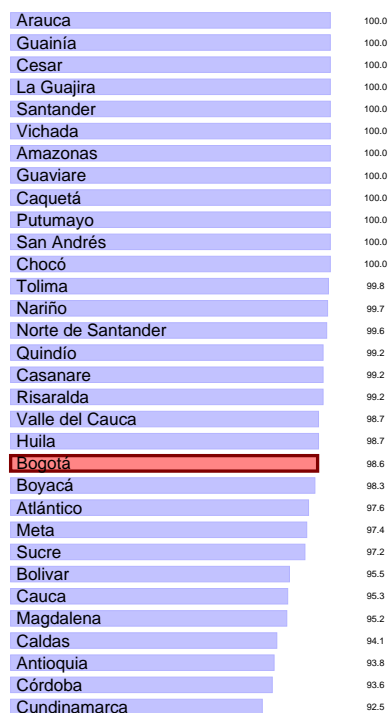 Arauca 100.0
Guainía 100.0
Cesar 100.0
La Guajira 100.0
Santander 100.0
Vichada 100.0
Amazonas 100.0
Guaviare 100.0
Caquetá 100.0
Putumayo 100.0
San Andrés 100.0
Chocó 100.0
Tolima 99.8
Nariño 99.7
Norte de Santander 99.6
Quindío 99.2
Casanare 99.2
Risaralda 99.2
Valle del Cauca 98.7
Huila 98.7
Bogotá 98.6
Boyacá 98.3
Atlántico 97.6
Meta 97.4
Sucre 97.2
Bolivar 95.5
Cauca 95.3
Magdalena 95.2
Caldas 94.1
Antioquia 93.8
Córdoba 93.6
Cundinamarca 92.5